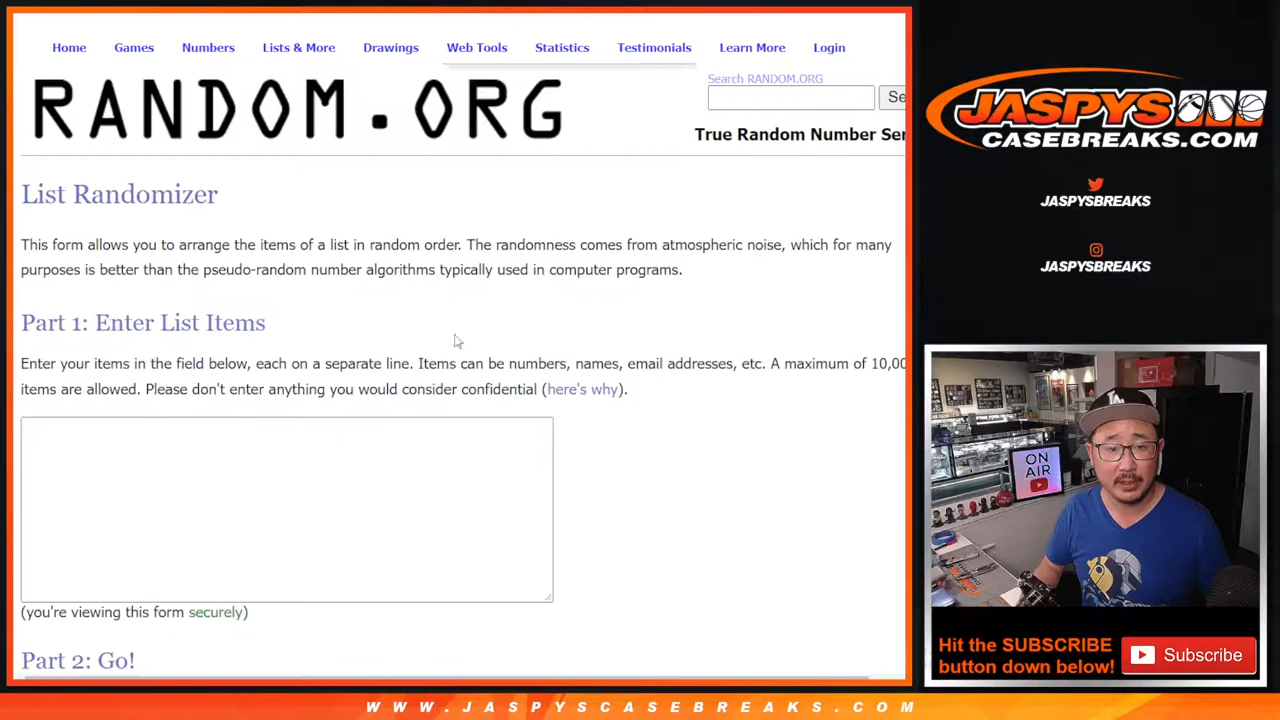 Home Games Numbers Lists & More Drawings Web Tools Statistics Testimonials Learn More Login
RANDOM.ORG
Search RANDOM.ORG
Se
True Random Number Ser
List Randomizer
This form allows you to arrange the items of a list in random order. The randomness comes from atmospheric noise, which for many
purposes is better than the pseudo-random number algorithms typically used in computer programs.
Part 1: Enter List Items
Enter your items in the field below, each on a separate line. Items can be numbers, names, email addresses, etc. A maximum of 10,00
items are allowed. Please don't enter anything you would consider confidential (here's why).
(you're viewing this form securely)
Part 2: Go!
JASPYS
CASEBREAKS.COM
JASPYSBREAKS
JASPYSBREAKS
ON
AIR
LA
Hit the SUBSCRIBE
button down below!
Subscribe
WWW.JASPYSCASEBREAKS.COM